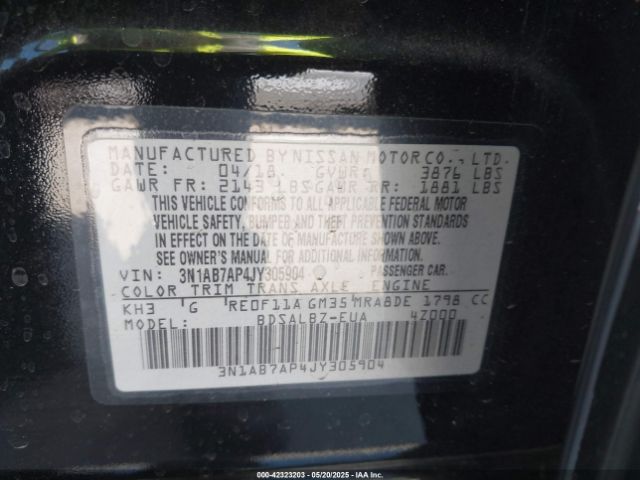 MANUFACTURED BY NISSAN MOTOR CO., LTD.
DATE: 04/18 GVWR: 3876 LBS
GAWR FR: 2143 LBS GAWR RR: 1881 LBS
THIS VEHICLE CONFORMS TO ALL APPLICABLE FEDERAL MOTOR
VEHICLE SAFETY, BUMPER AND THEFT PREVENTION STANDARDS
IN EFFECT ON THE DATE OF MANUFACTURE SHOWN ABOVE.
SEE OWNER'S MANUAL FOR ADDITIONAL INFORMATION.
VIN: 3N1AB7AP4JY305904 PASSENGER CAR.
COLOR TRIM TRANS. AXLE ENGINE
KH3 G RE0F11A GM35 MRA8DE 1798 CC
MODEL: BDSALBZ-EUA 4Z000
3N1AB7AP4JY305904
000-42323203 - 05/20/2025 - IAA Inc.